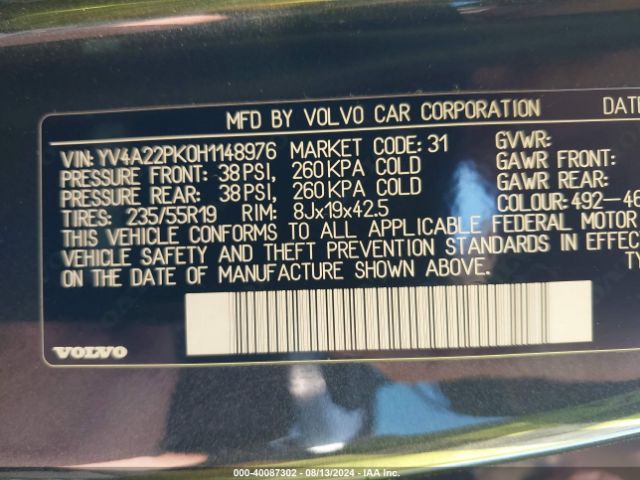 MFD BY VOLVO CAR CORPORATION DATE
VIN: YV4A22PK0H1148976 MARKET CODE: 31 GVWR:
PRESSURE FRONT: 38 PSI, 260 KPA COLD GAWR FRONT:
PRESSURE REAR: 38 PSI, 260 KPA COLD GAWR REAR:
TIRES: 235/55R19 RIM: 8Jx19x42.5 COLOUR: 492-46
THIS VEHICLE CONFORMS TO ALL APPLICABLE FEDERAL MOTOR
VEHICLE SAFETY AND THEFT PREVENTION STANDARDS IN EFFECT
ON THE DATE OF MANUFACTURE SHOWN ABOVE. TY
VOLVO
000-40087302 - 08/13/2024 - IAA Inc.